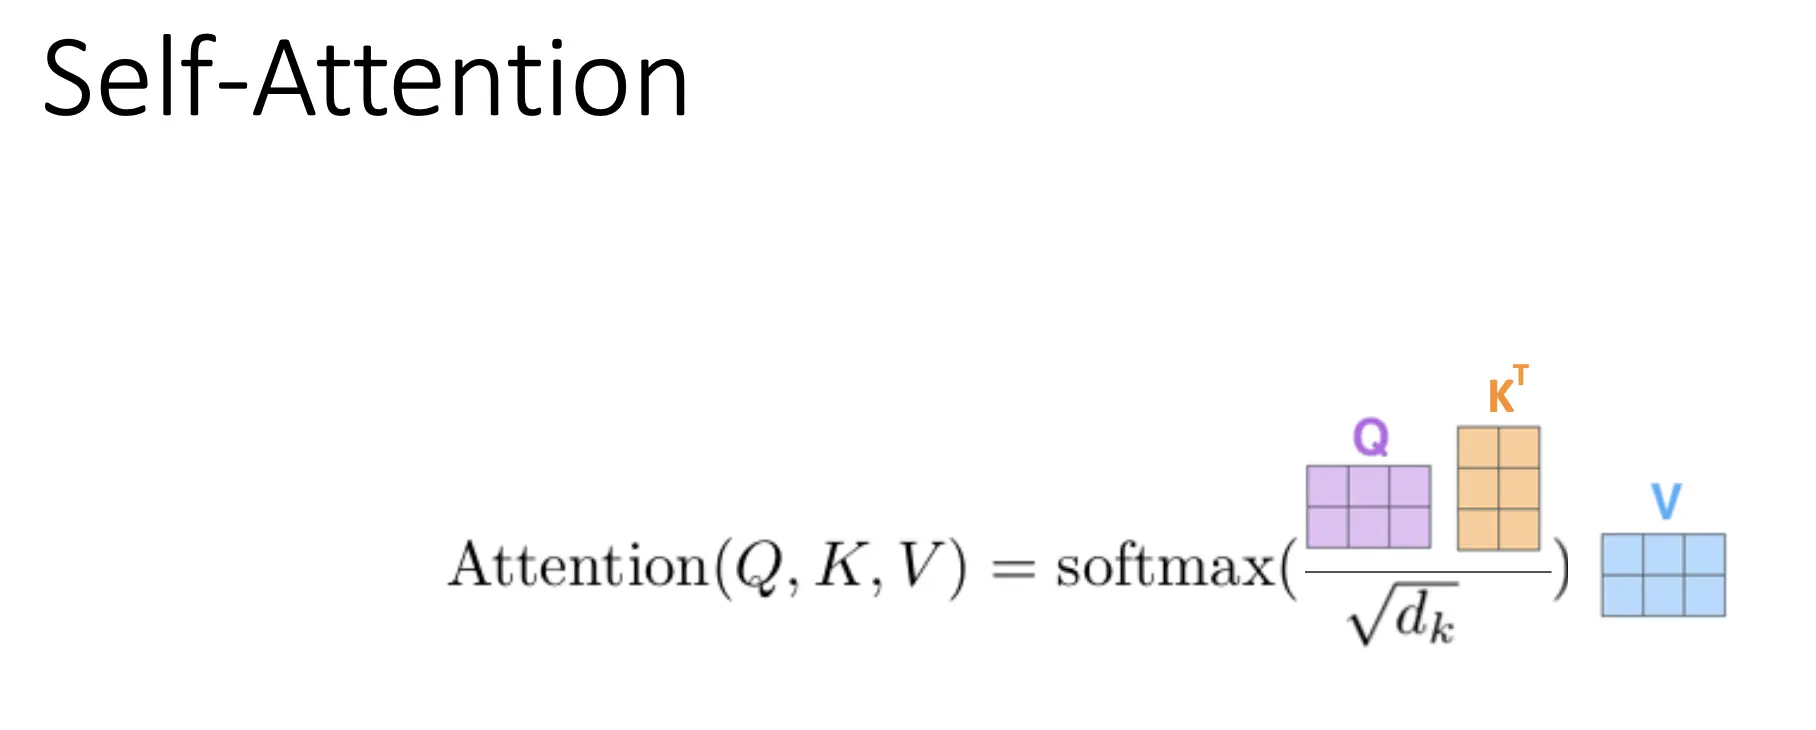 Self-Attention
K^T
Q
V
Attention(Q, K, V) = softmax(
)
√d_k